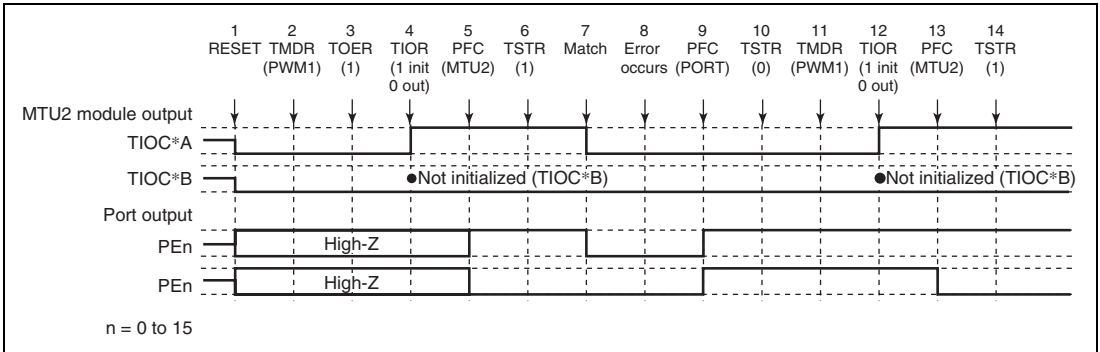 1 2 3 4 5 6 7 8 9 10 11 12 13 14
RESET TMDR TOER TIOR PFC TSTR Match Error PFC TSTR TMDR TIOR PFC TSTR
(PWM1) (1) (1 init (MTU2) (1) occurs (PORT) (0) (PWM1) (1 init (MTU2) (1)
0 out) 0 out)
MTU2 module output
TIOC*A
TIOC*B ●Not initialized (TIOC*B) ●Not initialized (TIOC*B)
Port output
PEn High-Z
PEn High-Z
n = 0 to 15